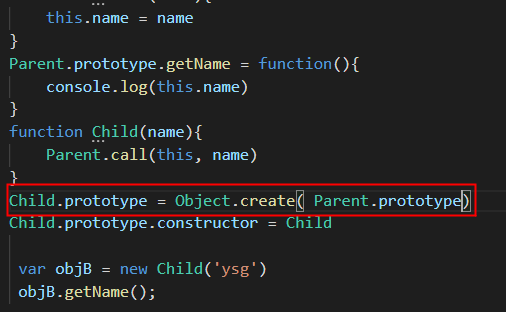 this.name = name
}
Parent.prototype.getName = function(){
console.log(this.name)
}
function Child(name){
Parent.call(this, name)
}
Child.prototype = Object.create( Parent.prototype)
Child.prototype.constructor = Child
var objB = new Child('ysg')
objB.getName();